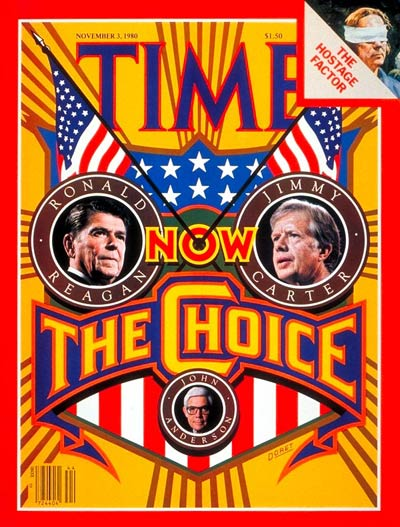 NOVEMBER 3, 1980
$1.50
TIME
THE
HOSTAGE
FACTOR
RONALD
REAGAN
JIMMY
CARTER
NOW
THE CHOICE
JOHN
ANDERSON
DORET
724404